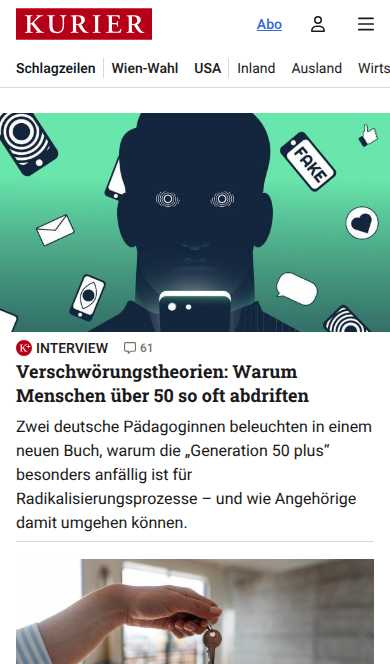 KURIER
Abo
Schlagzeilen
Wien-Wahl
USA
Inland
Ausland
Wirts
FAKE
K+ INTERVIEW
61
Verschwörungstheorien: Warum
Menschen über 50 so oft abdriften
Zwei deutsche Pädagoginnen beleuchten in einem
neuen Buch, warum die „Generation 50 plus“
besonders anfällig ist für
Radikalisierungsprozesse – und wie Angehörige
damit umgehen können.